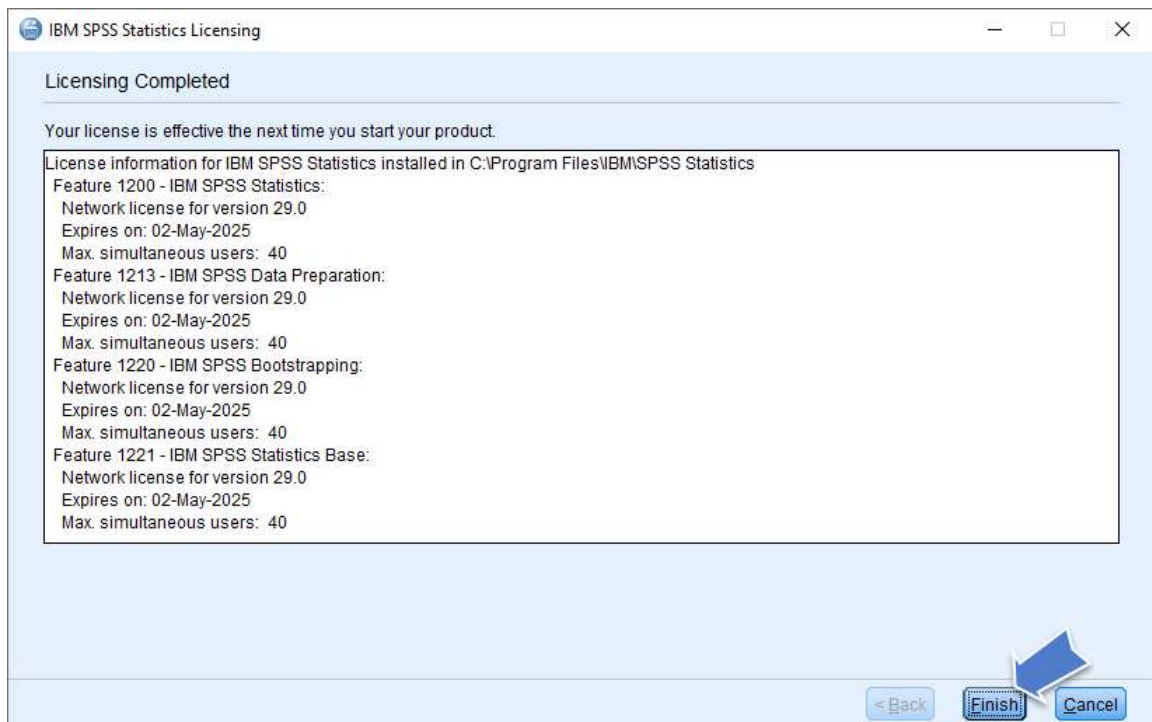 IBM SPSS Statistics Licensing
Licensing Completed
Your license is effective the next time you start your product.
License information for IBM SPSS Statistics installed in C:\Program Files\IBM\SPSS Statistics
Feature 1200 - IBM SPSS Statistics:
Network license for version 29.0
Expires on: 02-May-2025
Max. simultaneous users: 40
Feature 1213 - IBM SPSS Data Preparation:
Network license for version 29.0
Expires on: 02-May-2025
Max. simultaneous users: 40
Feature 1220 - IBM SPSS Bootstrapping:
Network license for version 29.0
Expires on: 02-May-2025
Max. simultaneous users: 40
Feature 1221 - IBM SPSS Statistics Base:
Network license for version 29.0
Expires on: 02-May-2025
Max. simultaneous users: 40
< Back Finish Cancel